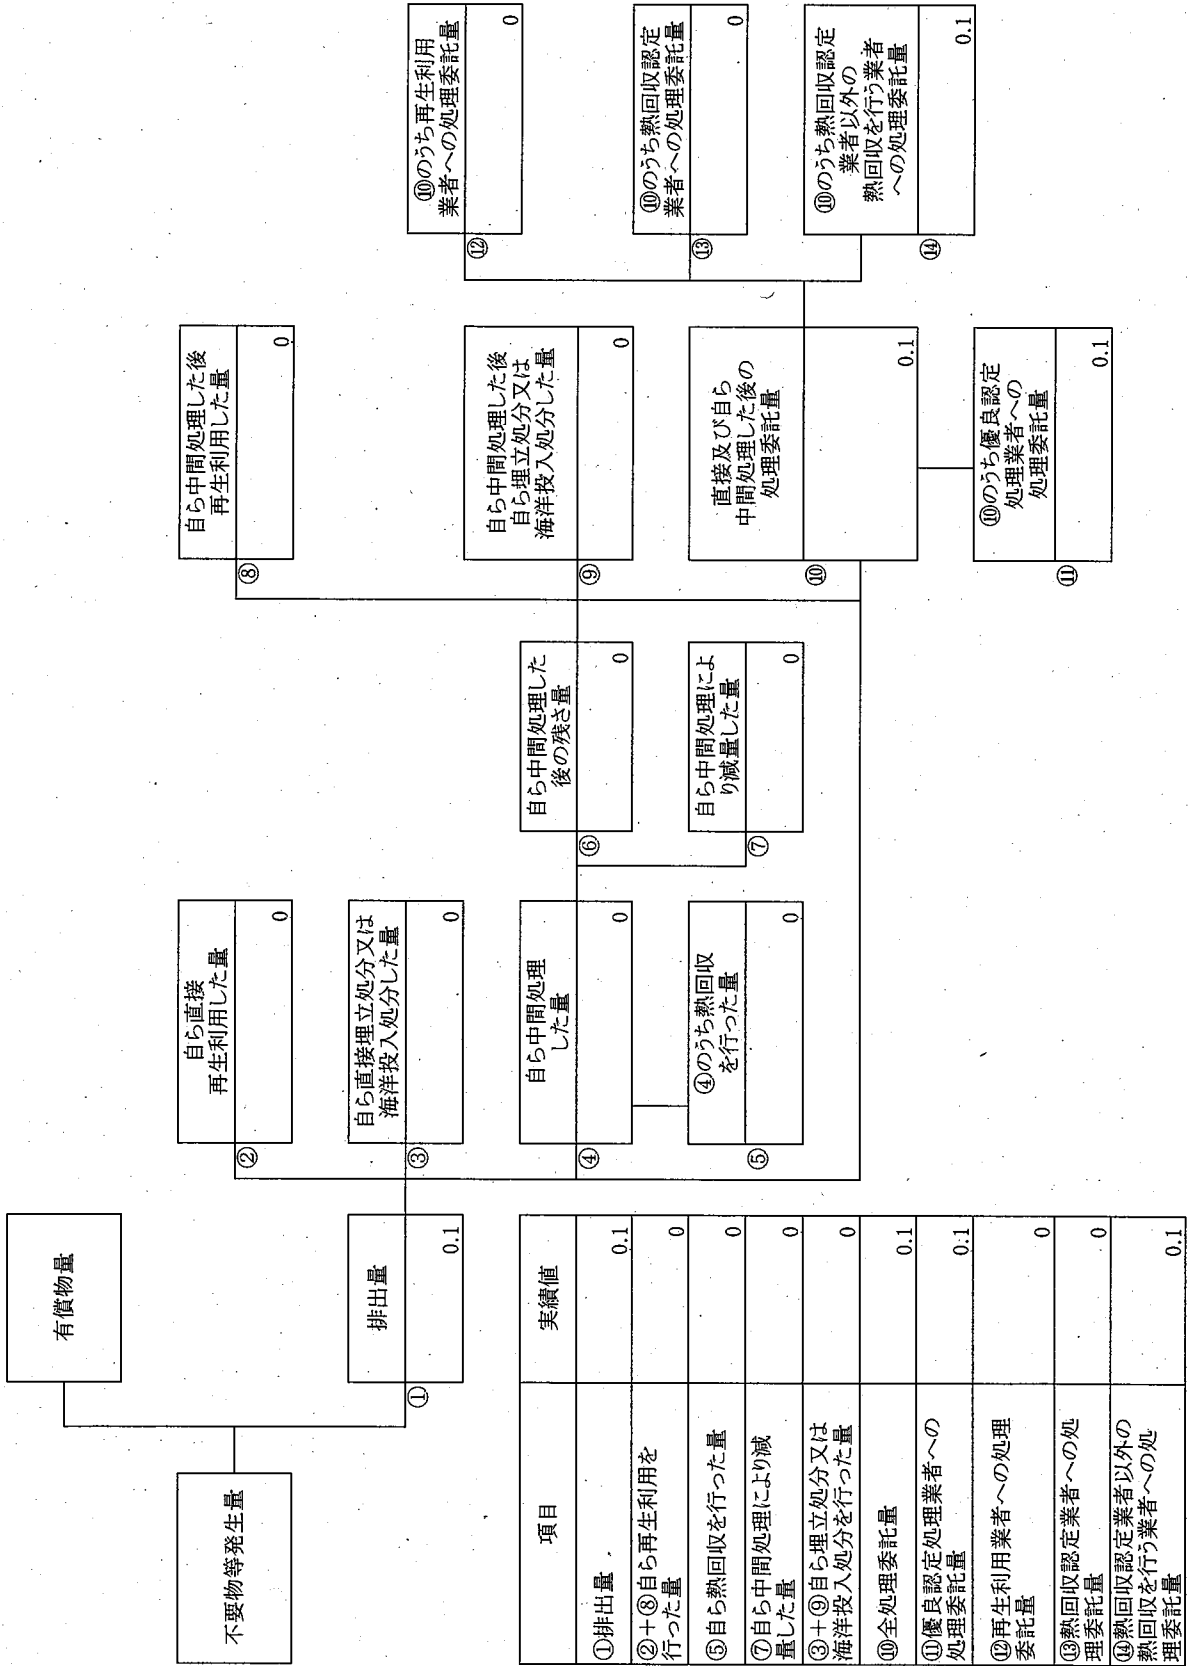 不要物等発生量
有償物量
排出量
①
0.1
自ら直接
再生利用した量
②
0
自ら直接埋立処分又は
海洋投入処分した量
③
0
自ら中間処理
した量
④
0
④のうち熱回収
を行った量
⑤
0
自ら中間処理した
後の残さ量
⑥
0
自ら中間処理によ
り減量した量
⑦
0
自ら中間処理した後
再生利用した量
⑧
0
自ら中間処理した後
自ら埋立処分又は
海洋投入処分した量
⑨
0
直接及び自ら
中間処理した後の
処理委託量
⑩
0.1
⑩のうち優良認定
処理業者への
処理委託量
⑪
0.1
⑩のうち再生利用
業者への処理委託量
⑫
0
⑩のうち熱回収認定
業者への処理委託量
⑬
0
⑩のうち熱回収認定
業者以外の
熱回収を行う業者
への処理委託量
⑭
0.1
項目
実績値
①排出量
0.1
②+⑧自ら再生利用を
行った量
0
⑤自ら熱回収を行った量
0
⑦自ら中間処理により減
量した量
0
③+⑨自ら埋立処分又は
海洋投入処分を行った量
0
⑩全処理委託量
0.1
⑪優良認定処理業者への
処理委託量
0.1
⑫再生利用業者への処理
委託量
0
⑬熱回収認定業者への処
理委託量
0
⑭熱回収認定業者以外の
熱回収を行う業者への処
理委託量
0.1